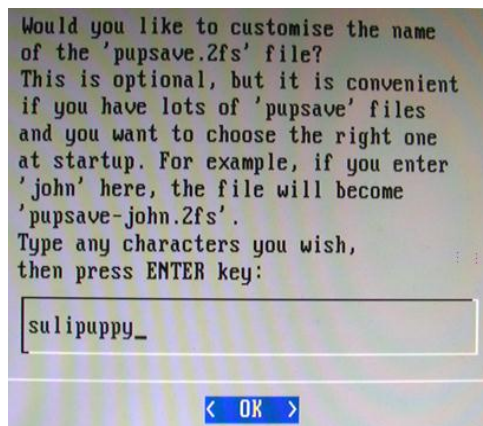 Would you like to customise the name
of the 'pupsave.2fs' file?
This is optional, but it is convenient
if you have lots of 'pupsave' files
and you want to choose the right one
at startup. For example, if you enter
'john' here, the file will become
'pupsave-john.2fs'.
Type any characters you wish,
then press ENTER key:
sulipuppy_
< OK >